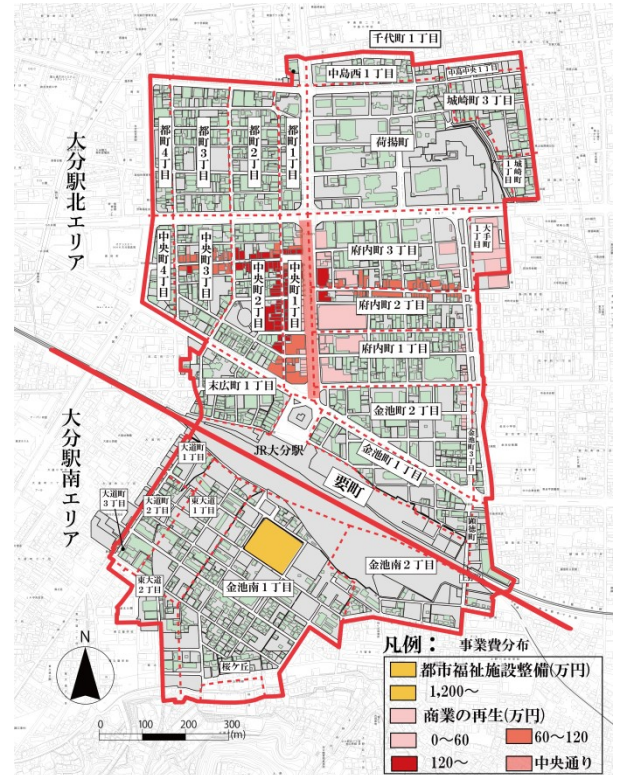 千代町1丁目
中島西1丁目
中島中央1丁目
城崎町3丁目
荷揚町
城崎町1丁目
都町4丁目
都町3丁目
都町2丁目
都町1丁目
大分駅北エリア
大手町1丁目
府内町3丁目
中央町4丁目
中央町3丁目
中央町2丁目
中央町1丁目
府内町2丁目
府内町1丁目
末広町1丁目
金池町2丁目
金池町3丁目
JR大分駅
金池町1丁目
要町
顕徳町
大分駅南エリア
大道町1丁目
大道町3丁目
大道町2丁目
東大道1丁目
東大道2丁目
金池南1丁目
金池南2丁目
桜ケ丘
N
0 100 200 300
(m)
凡例： 事業費分布
都市福祉施設整備(万円)
1,200〜
商業の再生(万円)
0〜60 60〜120
120〜 中央通り